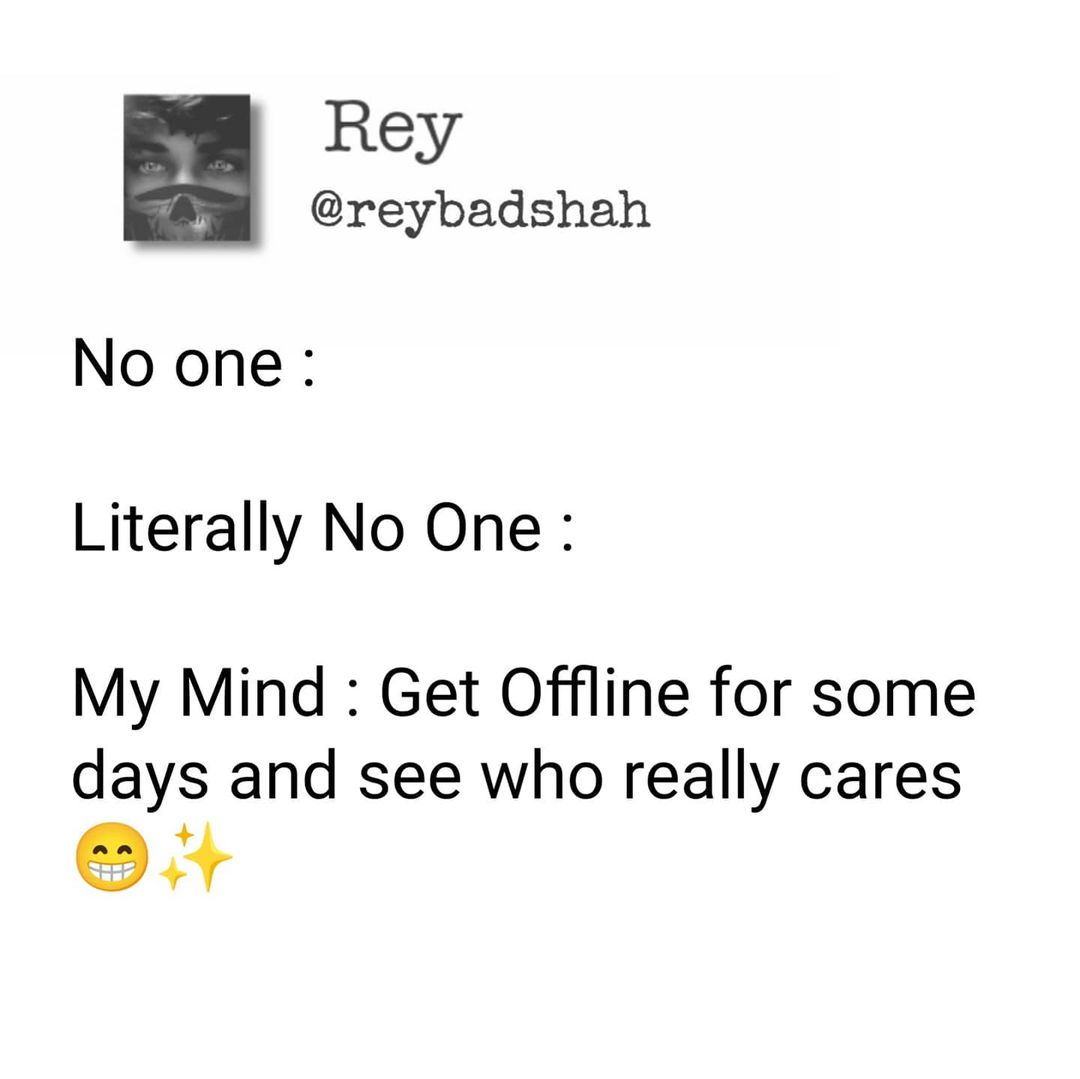 Rey
@reybadshah
No one :
Literally No One :
My Mind : Get Offline for some
days and see who really cares
😁✨